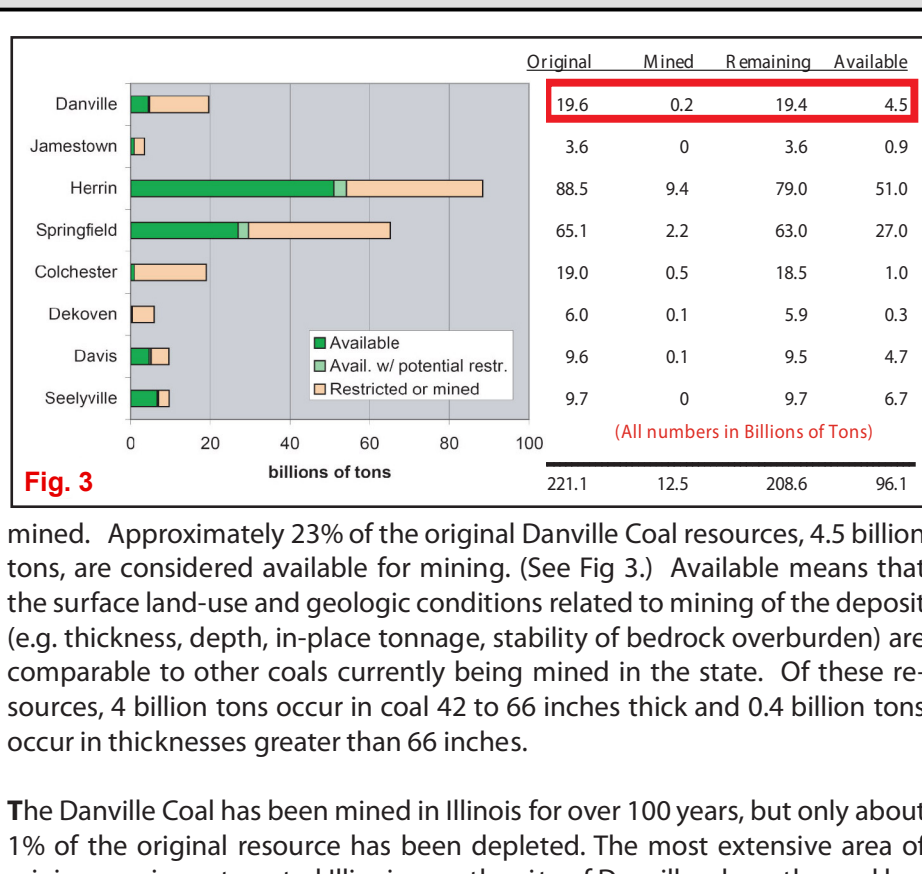 Original Mined Remaining Available
Danville 19.6 0.2 19.4 4.5
Jamestown 3.6 0 3.6 0.9
Herrin 88.5 9.4 79.0 51.0
Springfield 65.1 2.2 63.0 27.0
Colchester 19.0 0.5 18.5 1.0
Dekoven 6.0 0.1 5.9 0.3
Available
Davis 9.6 0.1 9.5 4.7
Avail. w/ potential restr.
Restricted or mined
Seelyville 9.7 0 9.7 6.7
(All numbers in Billions of Tons)
0 20 40 60 80 100
billions of tons
Fig. 3 221.1 12.5 208.6 96.1
mined. Approximately 23% of the original Danville Coal resources, 4.5 billion
tons, are considered available for mining. (See Fig 3.) Available means that
the surface land-use and geologic conditions related to mining of the deposit
(e.g. thickness, depth, in-place tonnage, stability of bedrock overburden) are
comparable to other coals currently being mined in the state. Of these re-
sources, 4 billion tons occur in coal 42 to 66 inches thick and 0.4 billion tons
occur in thicknesses greater than 66 inches.
The Danville Coal has been mined in Illinois for over 100 years, but only about
1% of the original resource has been depleted. The most extensive area of